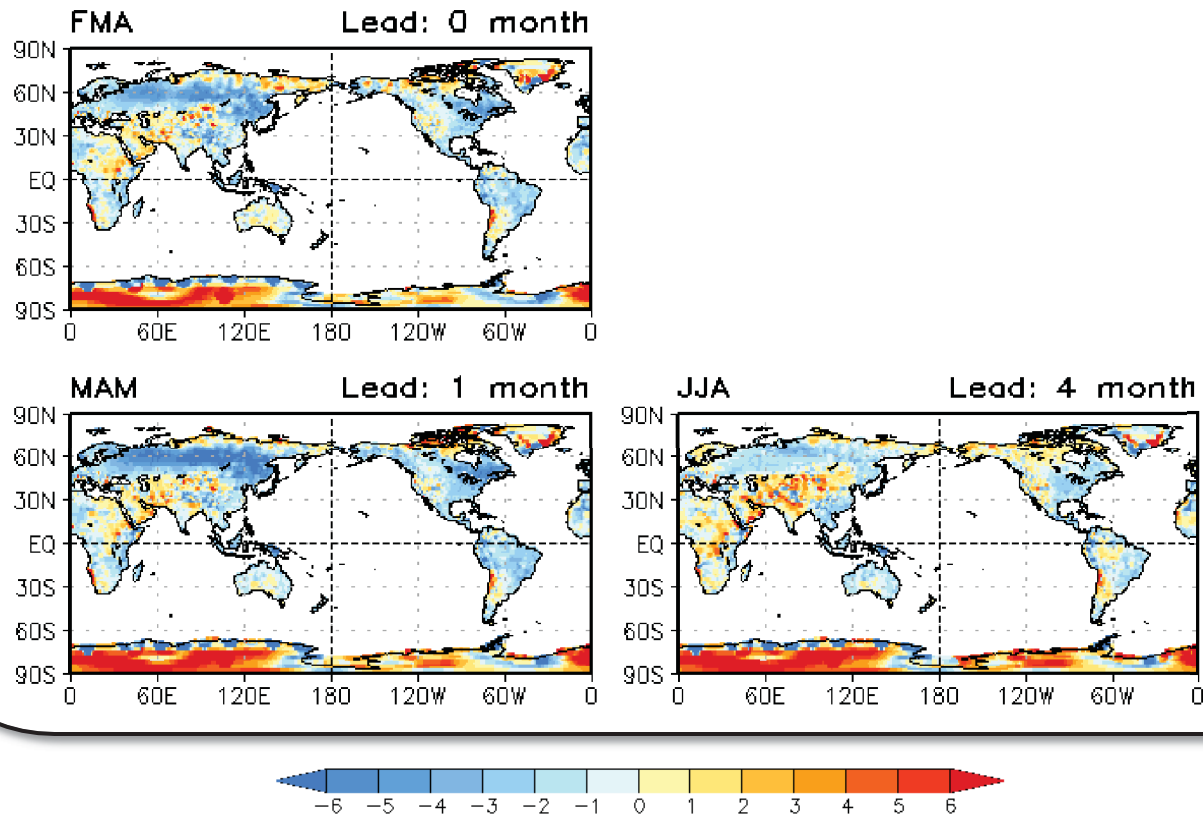 FMA Lead: 0 month
90N
60N
30N
EQ
30S
60S
90S
0 60E 120E 180 120W 60W 0
MAM Lead: 1 month
90N
60N
30N
EQ
30S
60S
90S
0 60E 120E 180 120W 60W 0
JJA Lead: 4 month
90N
60N
30N
EQ
30S
60S
90S
0 60E 120E 180 120W 60W 0
-6 -5 -4 -3 -2 -1 0 1 2 3 4 5 6